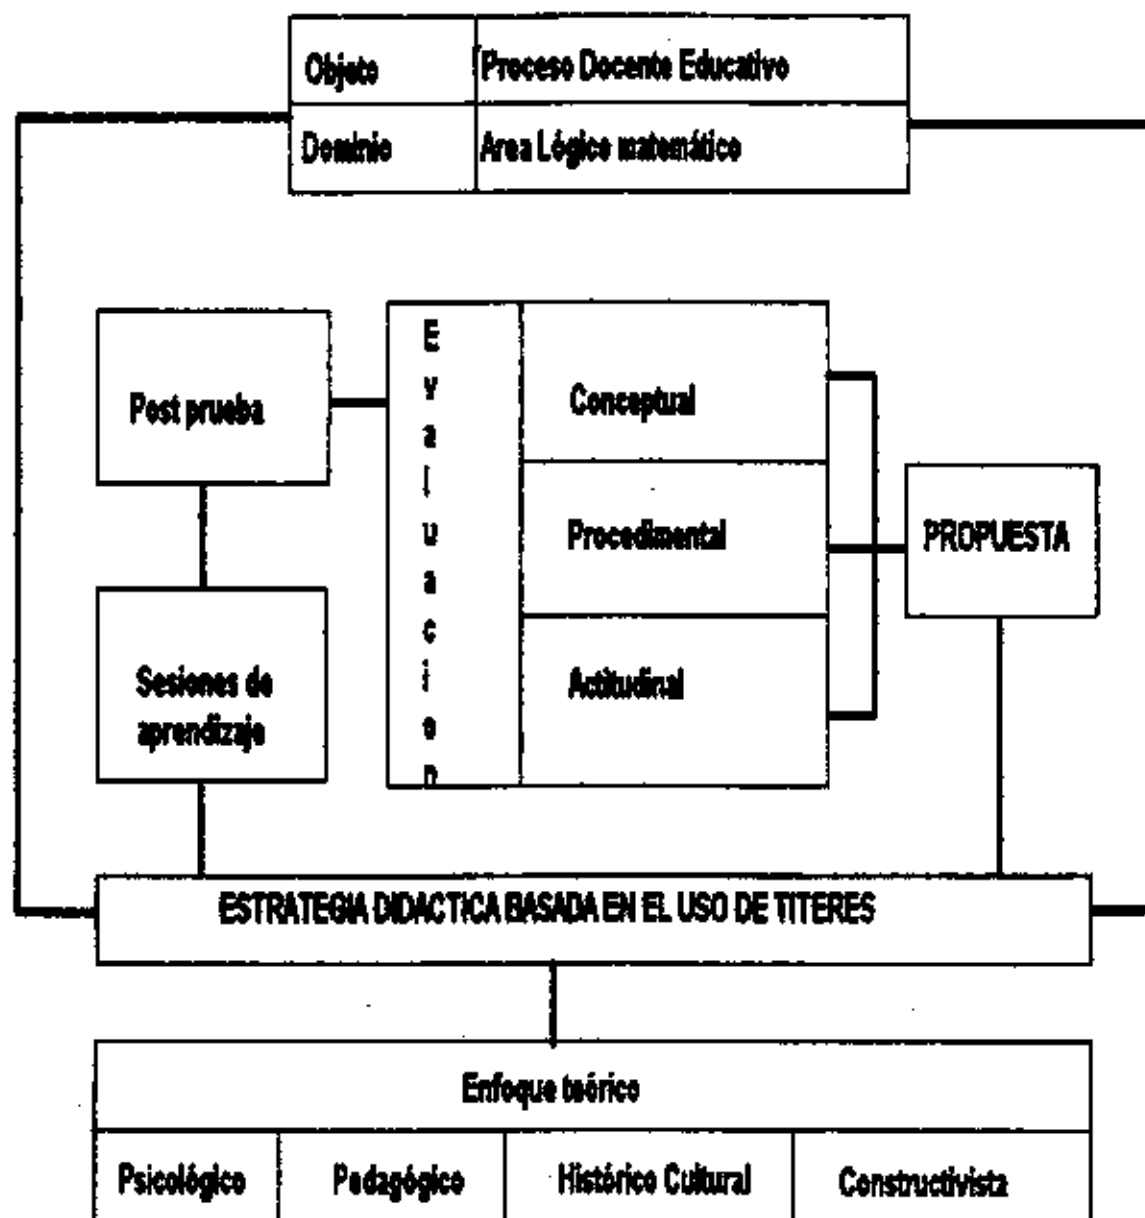 Objeto Proceso Docente Educativo
Dominio Area Lógico matemático
Post prueba
Evaluacion
Conceptual
Procedimental
PROPUESTA
Sesiones de
aprendizaje
Actitudinal
ESTRATEGIA DIDACTICA BASADA EN EL USO DE TITERES
Enfoque teórico
Psicológico Pedagógico Histórico Cultural Constructivista